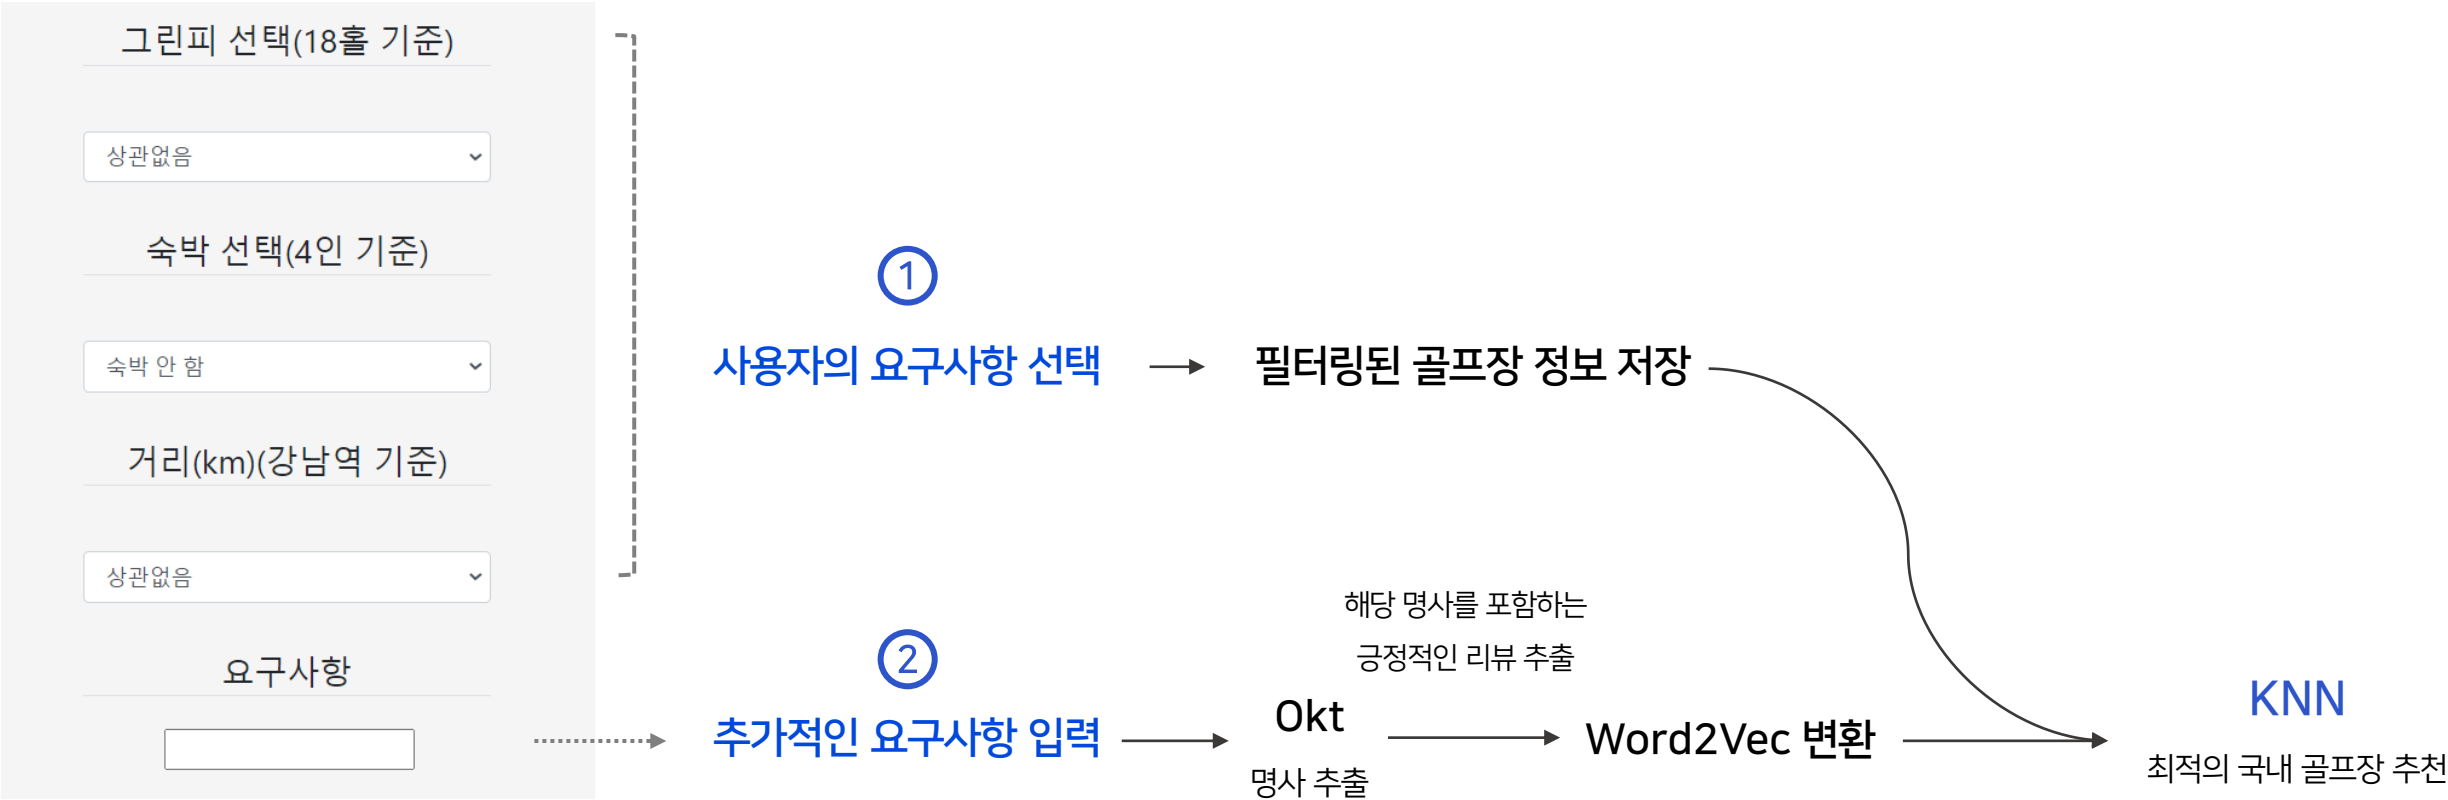 그린피 선택(18홀 기준)
상관없음
숙박 선택(4인 기준)
숙박 안 함
거리(km)(강남역 기준)
상관없음
요구사항
1
사용자의 요구사항 선택
필터링된 골프장 정보 저장
2
추가적인 요구사항 입력
Okt
명사 추출
해당 명사를 포함하는
긍정적인 리뷰 추출
Word2Vec 변환
KNN
최적의 국내 골프장 추천